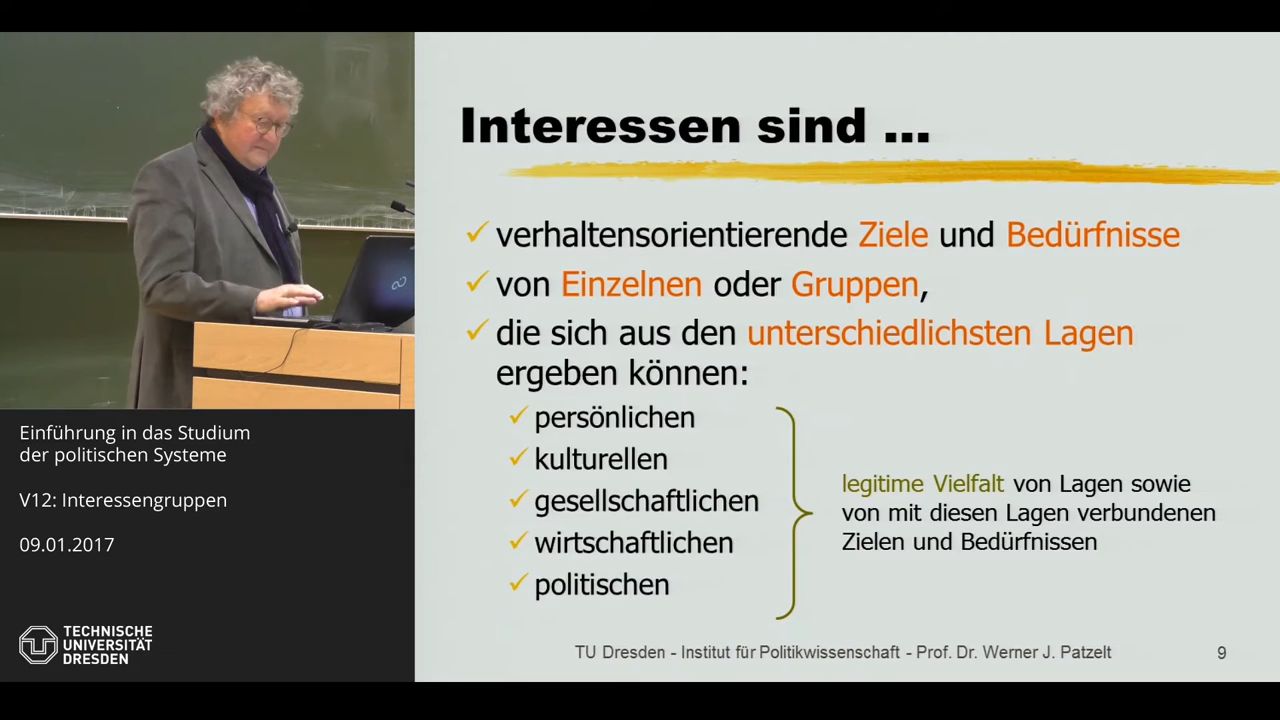 Interessen sind ...
verhaltensorientierende Ziele und Bedürfnisse
von Einzelnen oder Gruppen,
die sich aus den unterschiedlichsten Lagen
ergeben können:
persönlichen
kulturellen
gesellschaftlichen
wirtschaftlichen
politischen
legitime Vielfalt von Lagen sowie
von mit diesen Lagen verbundenen
Zielen und Bedürfnissen
TU Dresden - Institut für Politikwissenschaft - Prof. Dr. Werner J. Patzelt
9
Einführung in das Studium
der politischen Systeme
V12: Interessengruppen
09.01.2017
TECHNISCHE
UNIVERSITÄT
DRESDEN